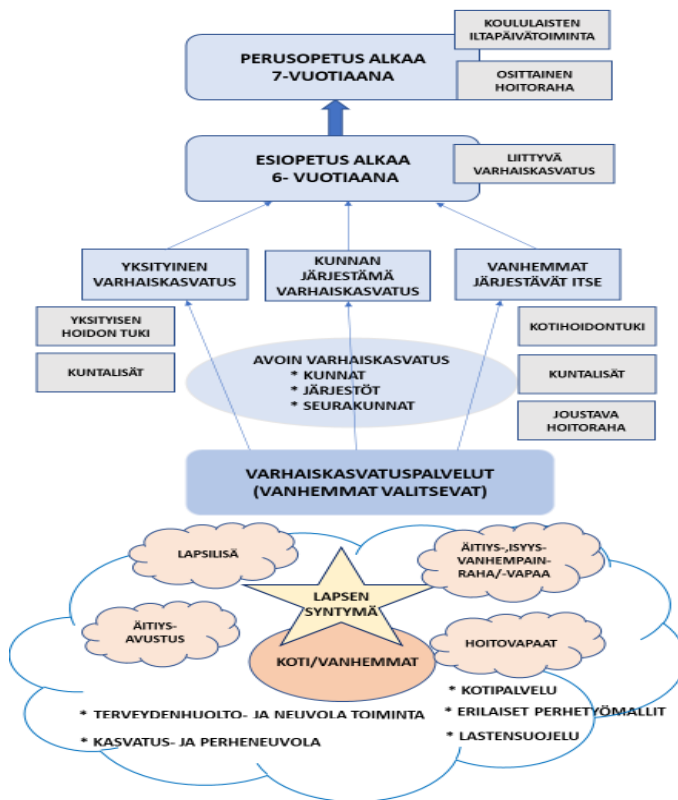 KOULULAISTEN
ILTAPÄIVÄTOIMINTA
PERUSOPETUS ALKAA
7-VUOTIAANA
OSITTAINEN
HOITORAHA
ESIOPETUS ALKAA
6- VUOTIAANA
LIITTYVÄ
VARHAISKASVATUS
YKSITYINEN
VARHAISKASVATUS
KUNNAN
JÄRJESTÄMÄ
VARHAISKASVATUS
VANHEMMAT
JÄRJESTÄVÄT ITSE
YKSITYISEN
HOIDON TUKI
KUNTALISÄT
KOTIHOIDONTUKI
KUNTALISÄT
JOUSTAVA
HOITORAHA
AVOIN VARHAISKASVATUS
* KUNNAT
* JÄRJESTÖT
* SEURAKUNNAT
VARHAISKASVATUSPALVELUT
(VANHEMMAT VALITSEVAT)
LAPSILISÄ
ÄITIYS-,ISYYS-
VANHEMPAIN-
RAHA/-VAPAA
LAPSEN
SYNTYMÄ
ÄITIYS-
AVUSTUS
KOTI/VANHEMMAT
HOITOVAPAAT
* TERVEYDENHUOLTO- JA NEUVOLA TOIMINTA
* KASVATUS- JA PERHENEUVOLA
* KOTIPALVELU
* ERILAISET PERHETYÖMALLIT
* LASTENSUOJELU